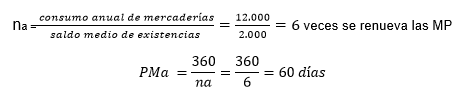 na = consumo anual de mercaderías / saldo medio de existencias = 12.000 / 2.000 = 6 veces se renueva las MP
PMa = 360 / na = 360 / 6 = 60 días